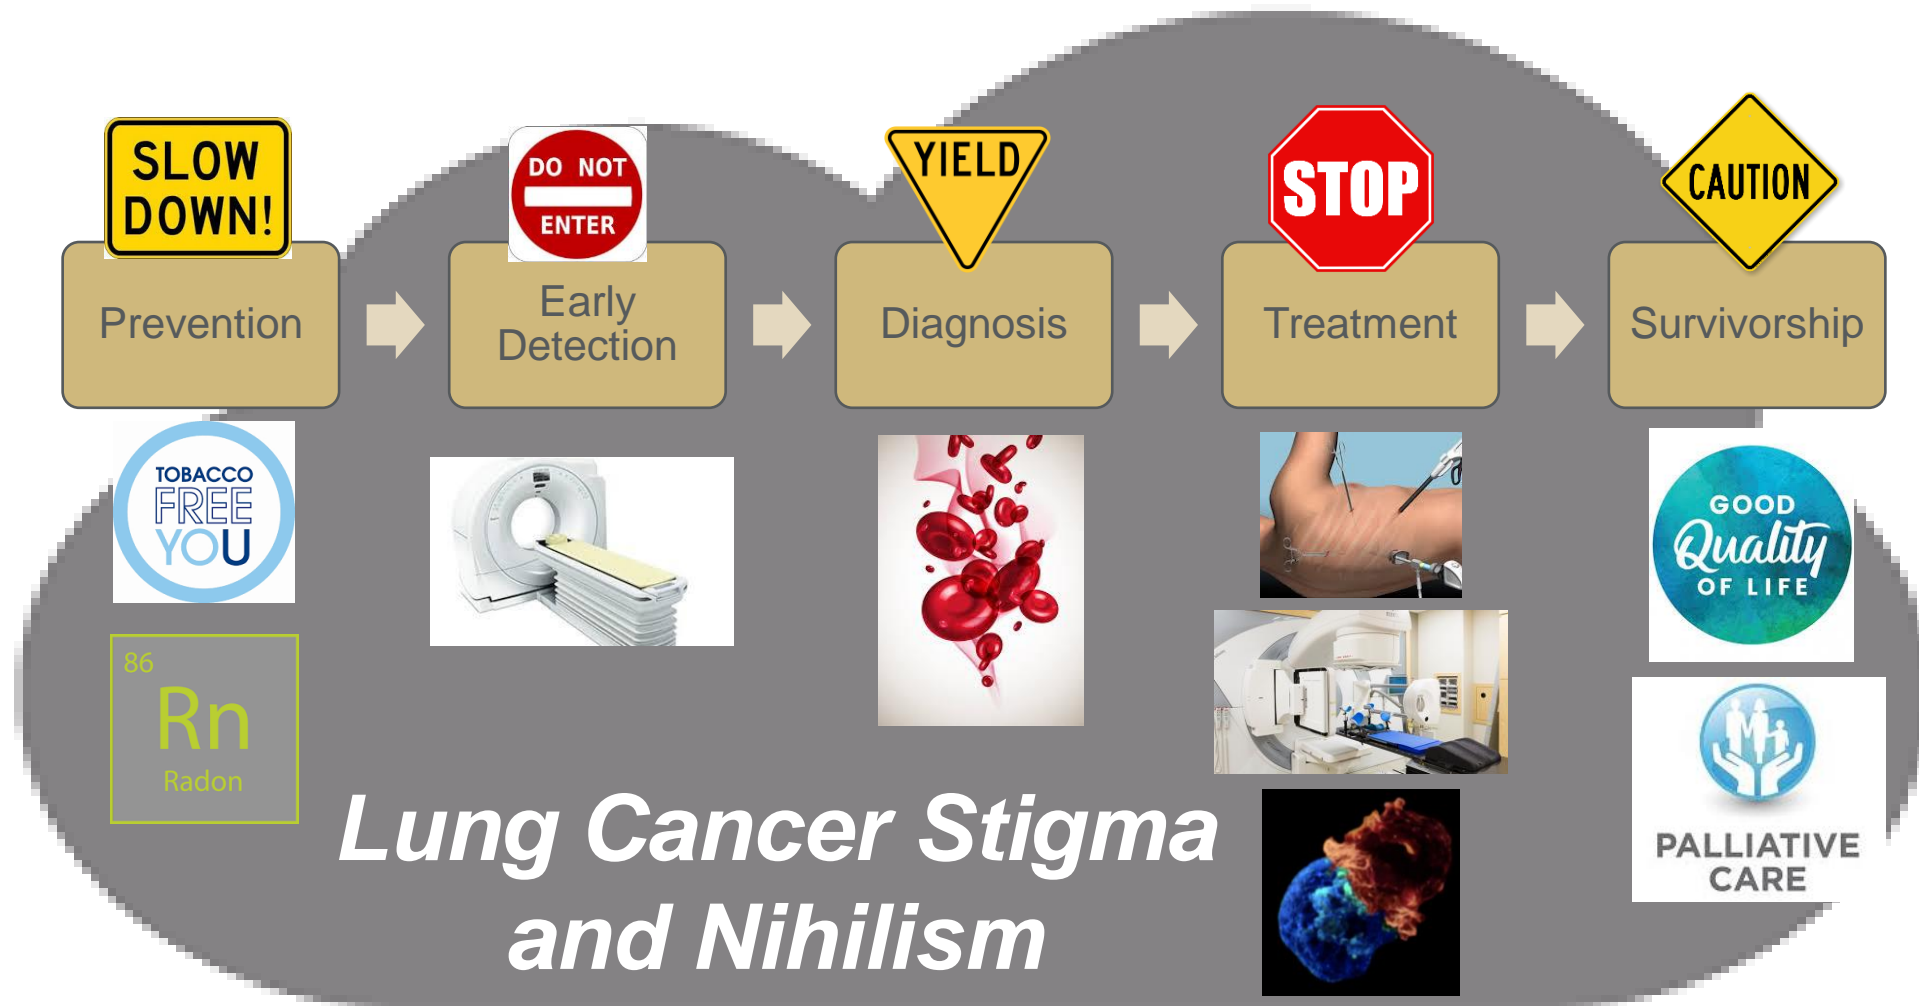 SLOW
DOWN!
DO NOT
ENTER
YIELD
STOP
CAUTION
Prevention
Early
Detection
Diagnosis
Treatment
Survivorship
TOBACCO
FREE
YOU
86
Rn
Radon
GOOD
Quality
OF LIFE
PALLIATIVE
CARE
Lung Cancer Stigma
and Nihilism